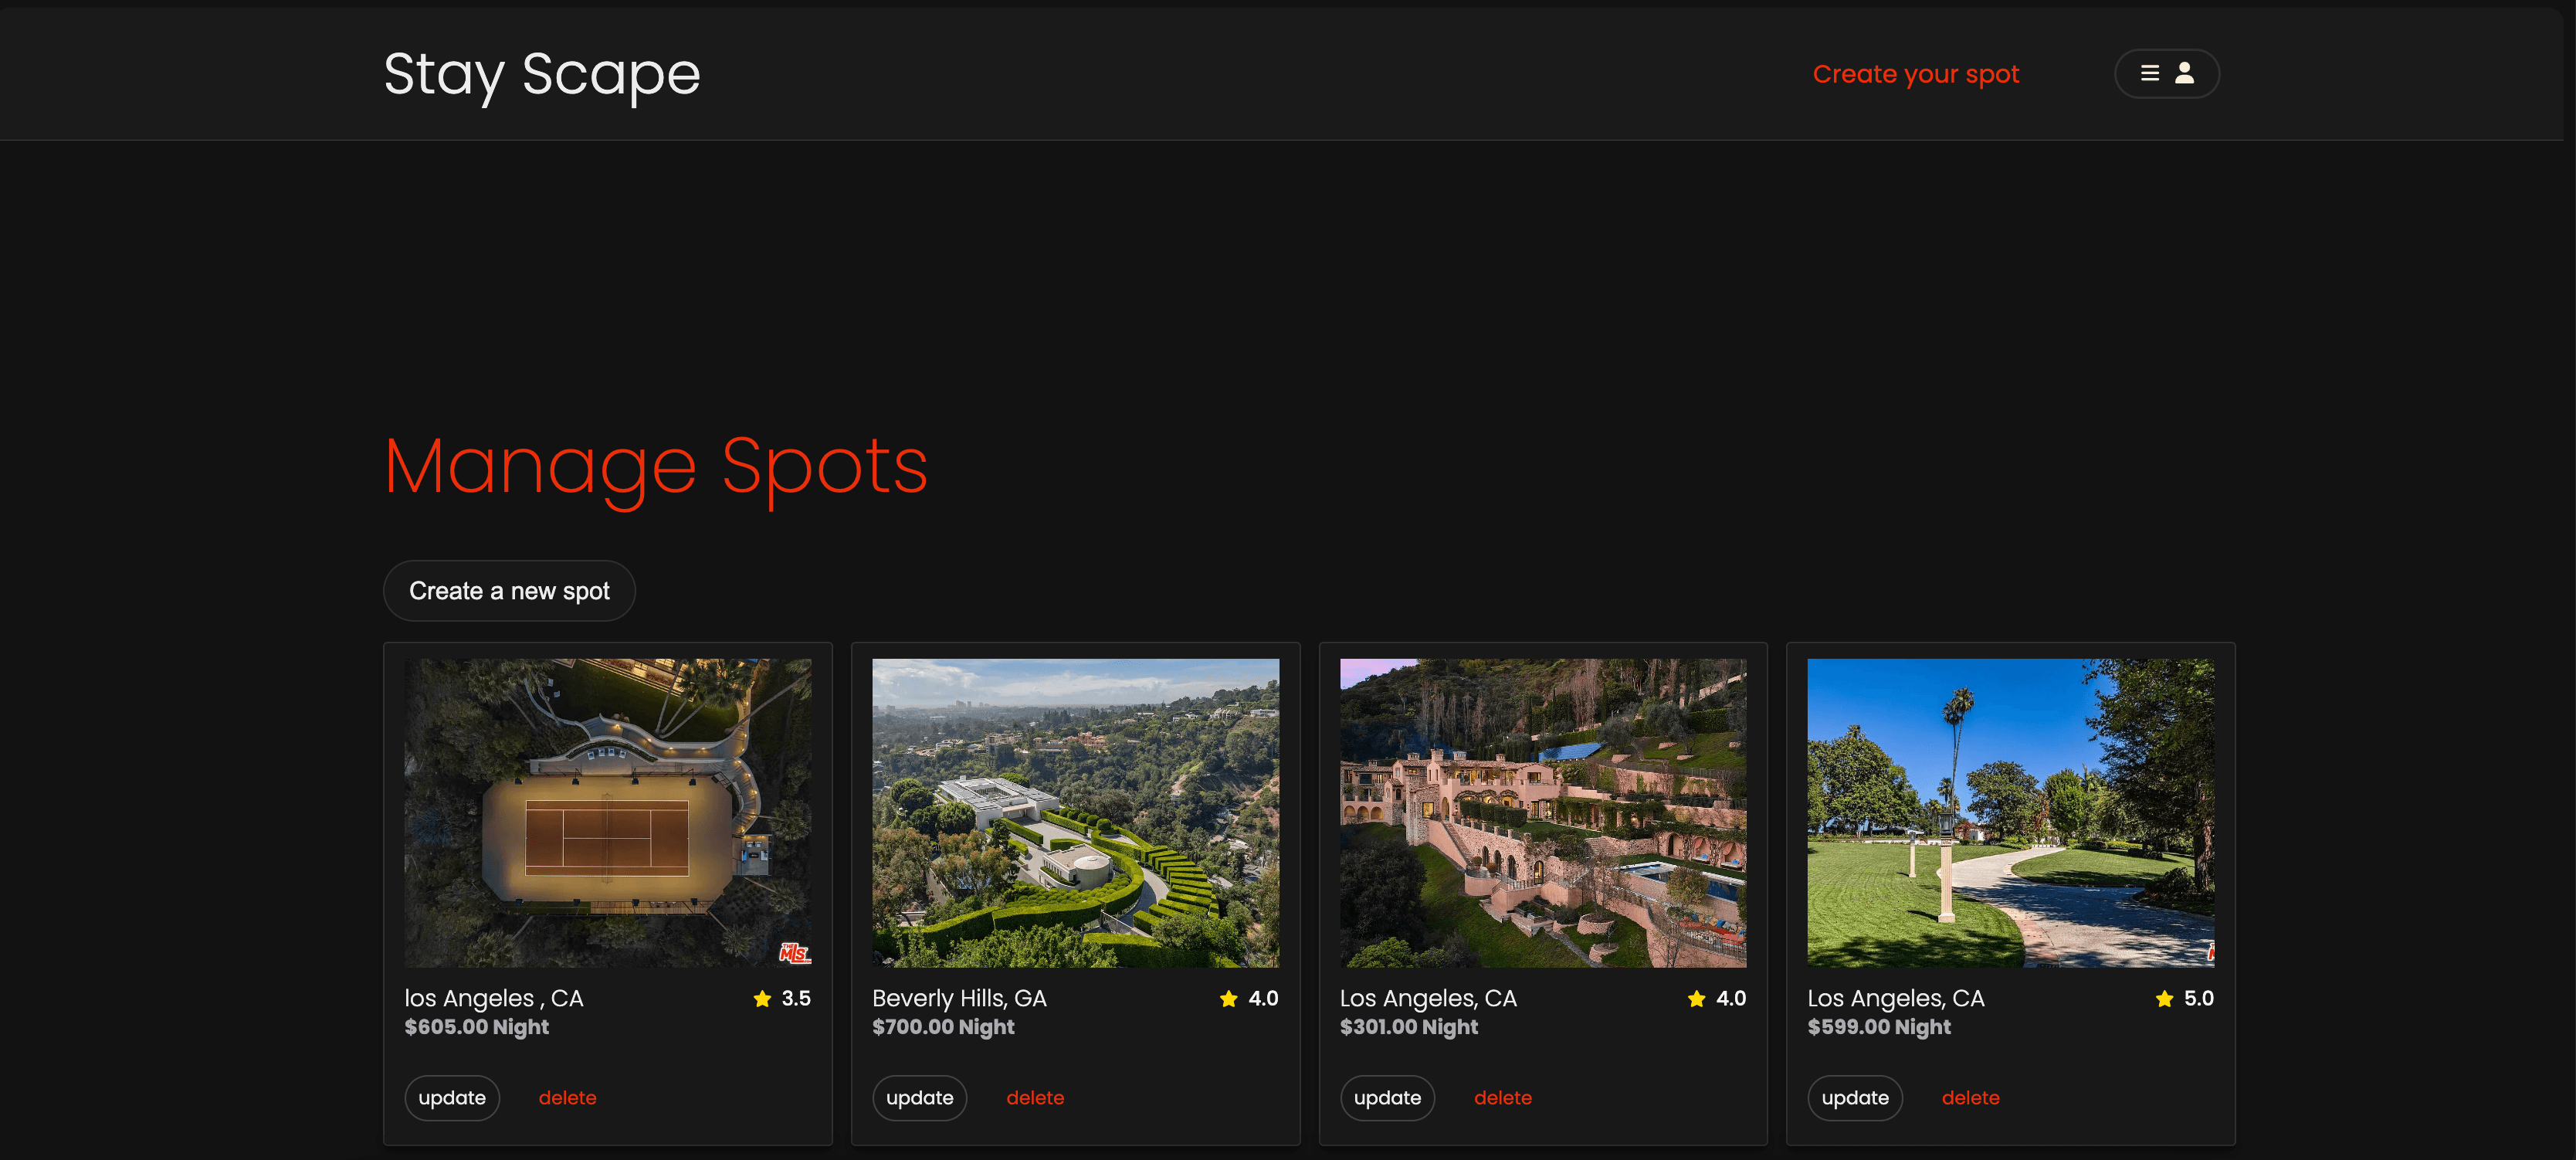 Stay Scape
Create your spot
Manage Spots
Create a new spot
THE
MLS
los Angeles , CA
3.5
$605.00 Night
update
delete
Beverly Hills, GA
4.0
$700.00 Night
update
delete
Los Angeles, CA
4.0
$301.00 Night
update
delete
Los Angeles, CA
5.0
$599.00 Night
update
delete